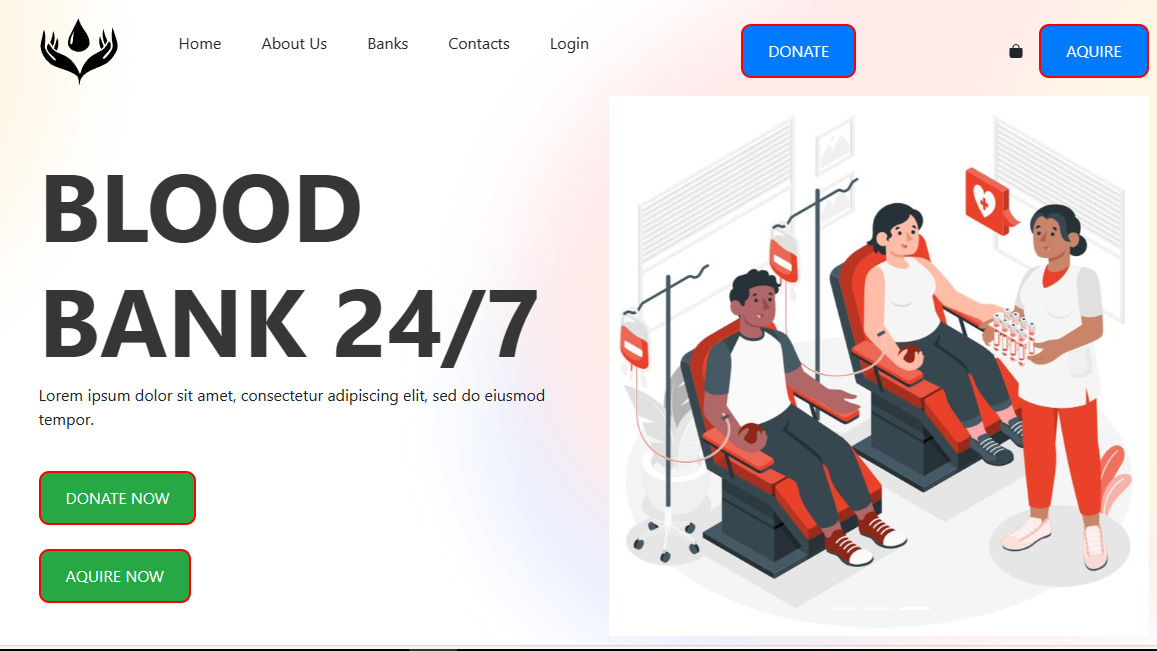 Home About Us Banks Contacts Login DONATE AQUIRE
BLOOD
BANK 24/7
Lorem ipsum dolor sit amet, consectetur adipiscing elit, sed do eiusmod
tempor.
DONATE NOW
AQUIRE NOW